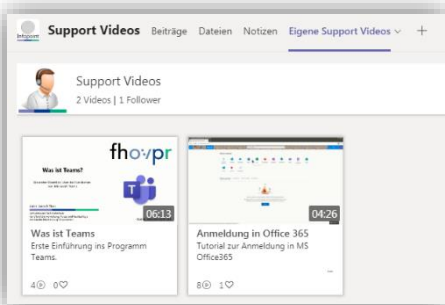 Infopoint
Support Videos Beiträge Dateien Notizen Eigene Support Videos
Support Videos
2 Videos | 1 Follower
fhovpr
Was ist Teams?
06:13
04:26
Was ist Teams
Erste Einführung ins Programm
Teams.
4 0
Anmeldung in Office 365
Tutorial zur Anmeldung in MS
Office365
8 1